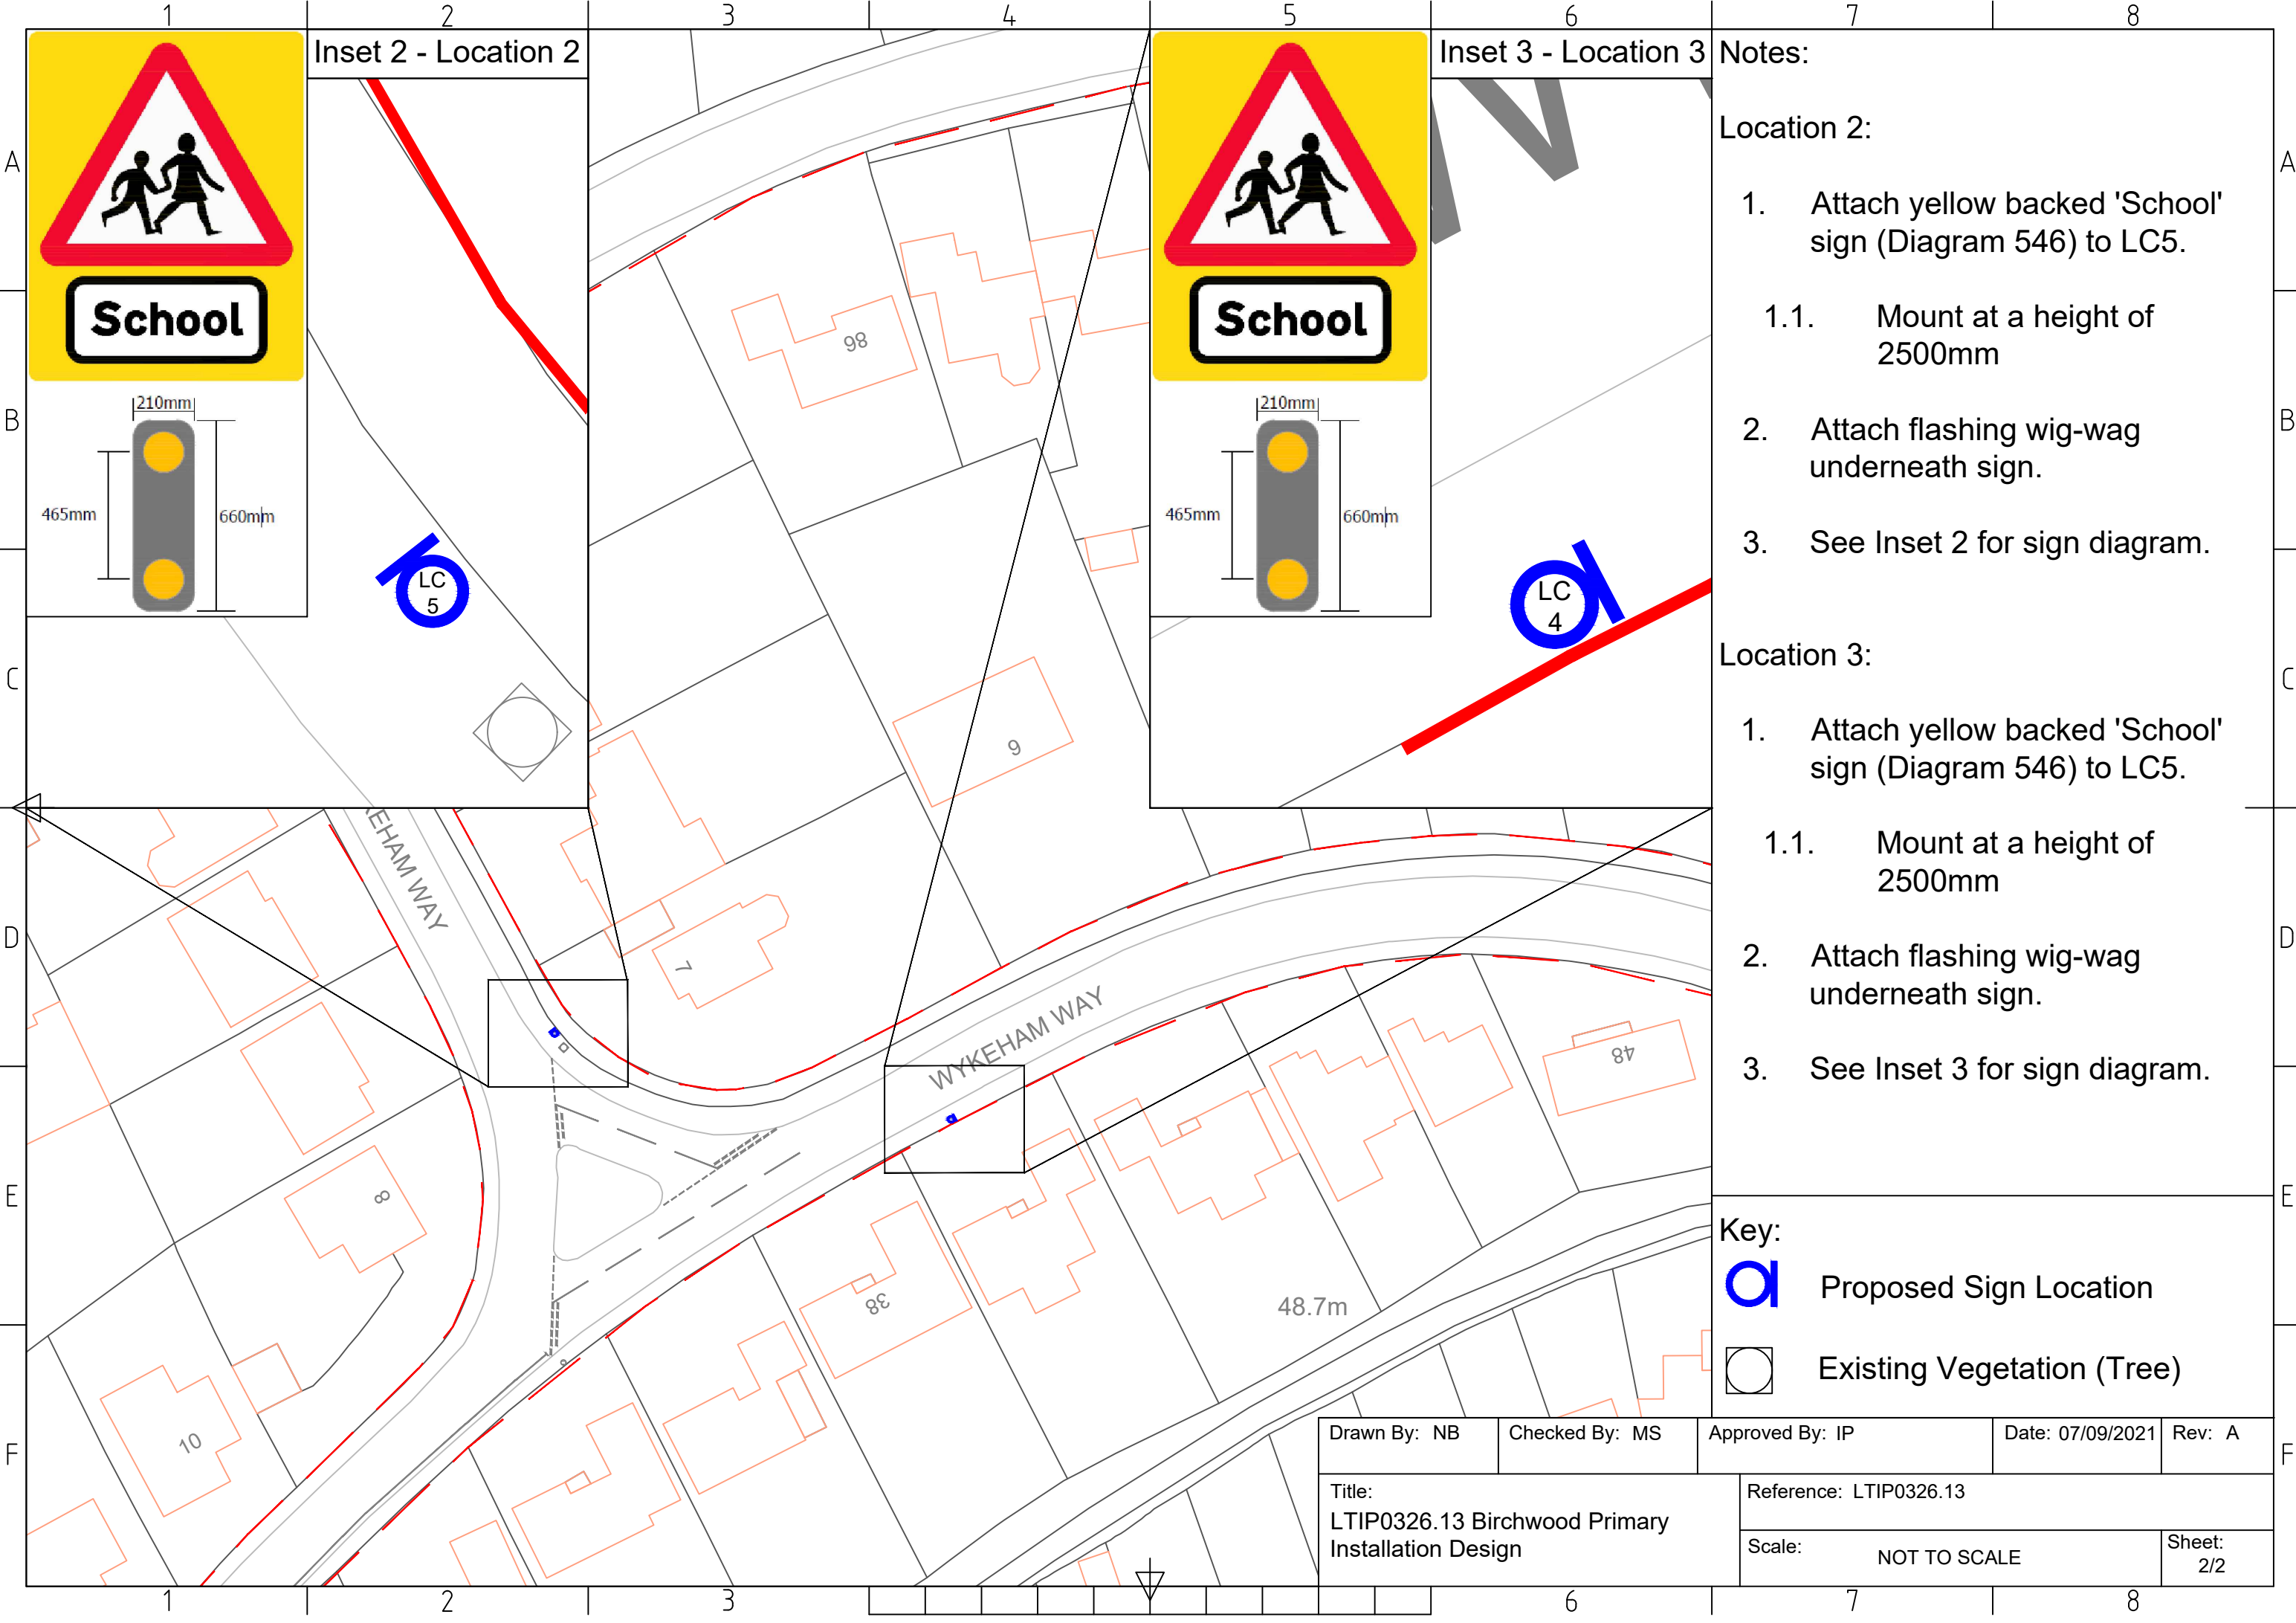 1 2 3 4 5 6 7 8
A
B
C
D
E
F
Inset 2 - Location 2
School
210mm
465mm
660mm
LC
5
Inset 3 - Location 3
School
210mm
465mm
660mm
LC
4
W
98
9
7
8
10
38
48
48.7m
KEHAM WAY
WYKEHAM WAY
Notes:
Location 2:
1. Attach yellow backed 'School'
sign (Diagram 546) to LC5.
1.1. Mount at a height of
2500mm
2. Attach flashing wig-wag
underneath sign.
3. See Inset 2 for sign diagram.
Location 3:
1. Attach yellow backed 'School'
sign (Diagram 546) to LC5.
1.1. Mount at a height of
2500mm
2. Attach flashing wig-wag
underneath sign.
3. See Inset 3 for sign diagram.
Key:
Proposed Sign Location
Existing Vegetation (Tree)
Drawn By: NB Checked By: MS Approved By: IP Date: 07/09/2021 Rev: A
Title:
LTIP0326.13 Birchwood Primary
Installation Design
Reference: LTIP0326.13
Scale: NOT TO SCALE
Sheet:
2/2
A
B
C
D
E
F
1 2 3 6 7 8